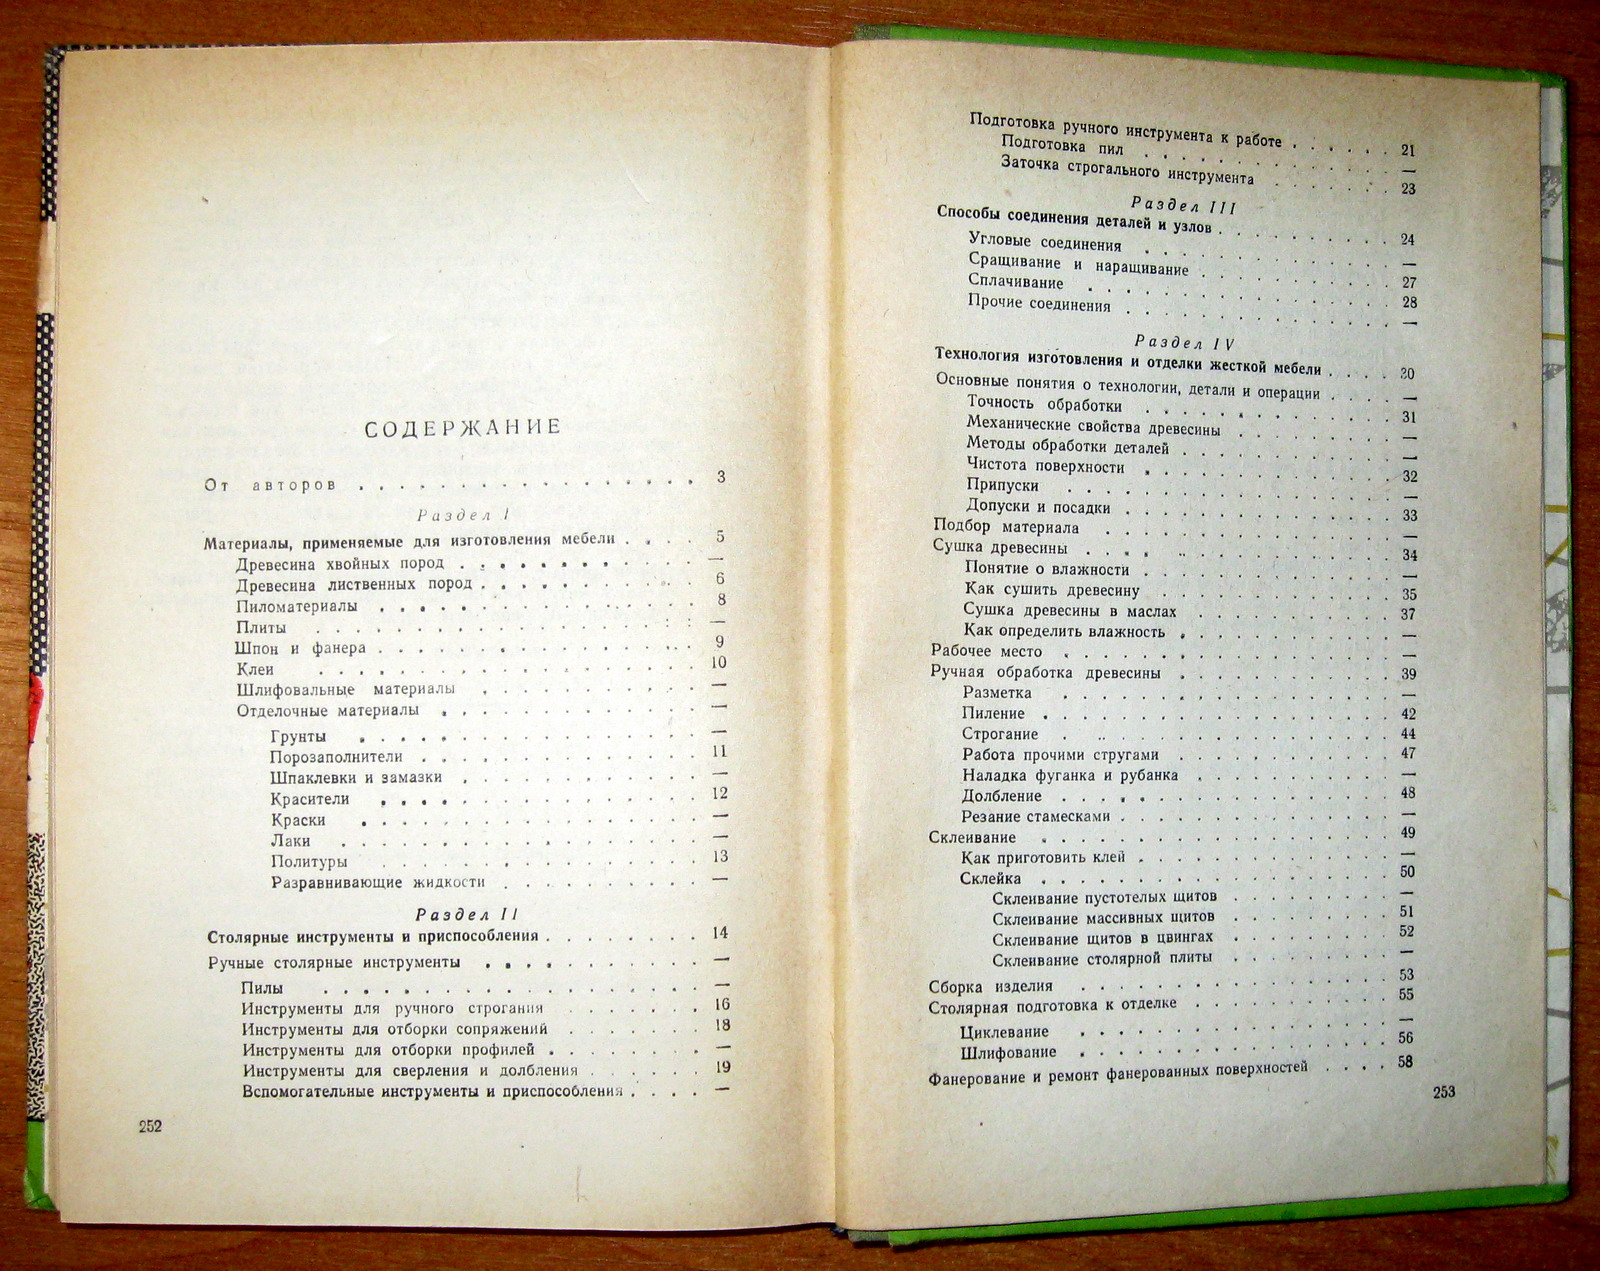 СОДЕРЖАНИЕ
От авторов . . . . . . . . . . . . . . . . . 3
Раздел I
Материалы, применяемые для изготовления мебели . . . . 5
Древесина хвойных пород . . . . . . . . . . . . —
Древесина лиственных пород . . . . . . . . . . . 6
Пиломатериалы . . . . . . . . . . . . . . . . 8
Плиты . . . . . . . . . . . . . . . . . . . —
Шпон и фанера . . . . . . . . . . . . . . . . 9
Клеи . . . . . . . . . . . . . . . . . . . 10
Шлифовальные материалы . . . . . . . . . . . —
Отделочные материалы . . . . . . . . . . . . . —
Грунты . . . . . . . . . . . . . . . . . —
Порозаполнители . . . . . . . . . . . . . . 11
Шпаклевки и замазки . . . . . . . . . . . . —
Красители . . . . . . . . . . . . . . . . 12
Краски . . . . . . . . . . . . . . . . . —
Лаки . . . . . . . . . . . . . . . . . . —
Политуры . . . . . . . . . . . . . . . . 13
Разравнивающие жидкости . . . . . . . . . . —
Раздел II
Столярные инструменты и приспособления . . . . . . . . 14
Ручные столярные инструменты . . . . . . . . . . . —
Пилы . . . . . . . . . . . . . . . . . . . —
Инструменты для ручного строгания . . . . . . . 16
Инструменты для отборки сопряжений . . . . . . . 18
Инструменты для отборки профилей . . . . . . . . —
Инструменты для сверления и долбления . . . . . . 19
Вспомогательные инструменты и приспособления . . . . —
252
Подготовка ручного инструмента к работе . . . . . . 21
Подготовка пил . . . . . . . . . . . . . —
Заточка строгального инструмента . . . . . . . 23
Раздел III
Способы соединения деталей и узлов . . . . . . . . . . 24
Угловые соединения . . . . . . . . . . . . . —
Сращивание и наращивание . . . . . . . . . . 27
Сплачивание . . . . . . . . . . . . . . . . 28
Прочие соединения . . . . . . . . . . . . . . —
Раздел IV
Технология изготовления и отделки жесткой мебели . . . . 30
Основные понятия о технологии, детали и операции . . . . —
Точность обработки . . . . . . . . . . . . . 31
Механические свойства древесины . . . . . . . . —
Методы обработки деталей . . . . . . . . . . . —
Чистота поверхности . . . . . . . . . . . . . 32
Припуски . . . . . . . . . . . . . . . . . —
Допуски и посадки . . . . . . . . . . . . . . 33
Подбор материала . . . . . . . . . . . . . . . —
Сушка древесины . . . . . . . . . . . . . . . 34
Понятие о влажности . . . . . . . . . . . . . —
Как сушить древесину . . . . . . . . . . . . 35
Сушка древесины в маслах . . . . . . . . . . 37
Как определить влажность . . . . . . . . . . . —
Рабочее место . . . . . . . . . . . . . . . . . —
Ручная обработка древесины . . . . . . . . . . . 39
Разметка . . . . . . . . . . . . . . . . . —
Пиление . . . . . . . . . . . . . . . . . . 42
Строгание . . . . . . . . . . . . . . . . . 44
Работа прочими стругами . . . . . . . . . . . 47
Наладка фуганка и рубанка . . . . . . . . . . —
Долбление . . . . . . . . . . . . . . . . . 48
Резание стамесками . . . . . . . . . . . . . . —
Склеивание . . . . . . . . . . . . . . . . . . 49
Как приготовить клей . . . . . . . . . . . . . —
Склейка . . . . . . . . . . . . . . . . . . 50
Склеивание пустотелых щитов . . . . . . . . —
Склеивание массивных щитов . . . . . . . . 51
Склеивание щитов в цвингах . . . . . . . . 52
Склеивание столярной плиты . . . . . . . . —
Сборка изделия . . . . . . . . . . . . . . . . 53
Столярная подготовка к отделке . . . . . . . . . . 55
Циклевание . . . . . . . . . . . . . . . . —
Шлифование . . . . . . . . . . . . . . . . 56
Фанерование и ремонт фанерованных поверхностей . . . . 58
253